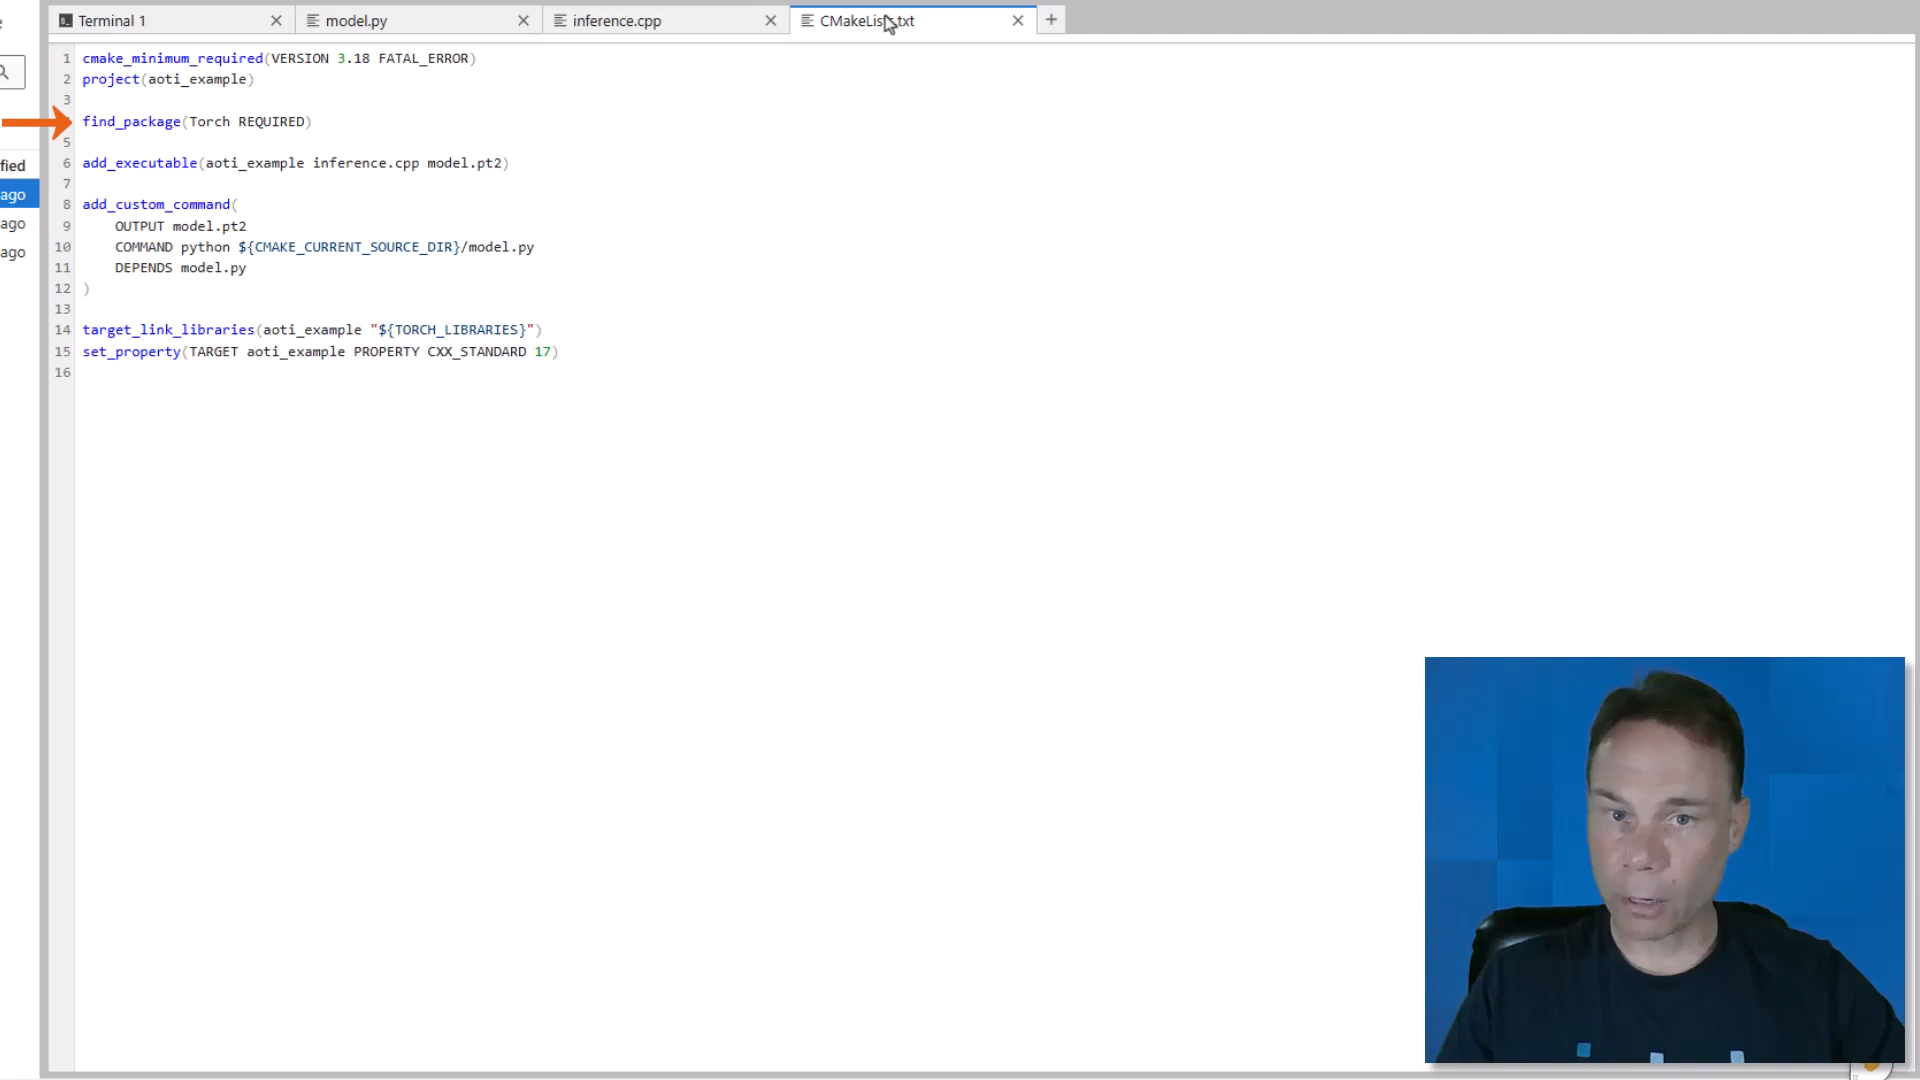 Terminal 1
model.py
inference.cpp
fied
ago
ago
ago
1 cmake_minimum_required(VERSION 3.18 FATAL_ERROR)
2 project(aoti_example)
3
find_package(Torch REQUIRED)
5
6 add_executable(aoti_example inference.cpp model.pt2)
7
8 add_custom_command(
9 OUTPUT model.pt2
10 COMMAND python ${CMAKE_CURRENT_SOURCE_DIR}/model.py
11 DEPENDS model.py
12 )
13
14 target_link_libraries(aoti_example "${TORCH_LIBRARIES}")
15 set_property(TARGET aoti_example PROPERTY CXX_STANDARD 17)
16